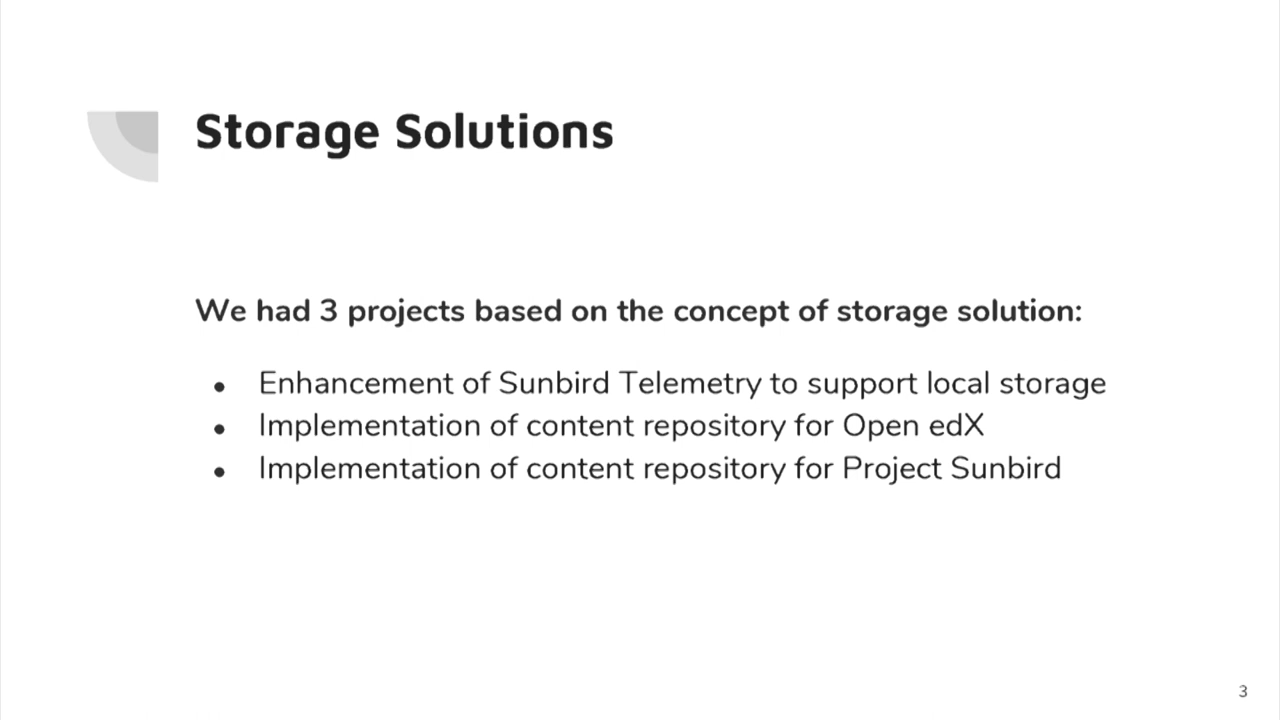 Storage Solutions
We had 3 projects based on the concept of storage solution:
● Enhancement of Sunbird Telemetry to support local storage
● Implementation of content repository for Open edX
● Implementation of content repository for Project Sunbird
3